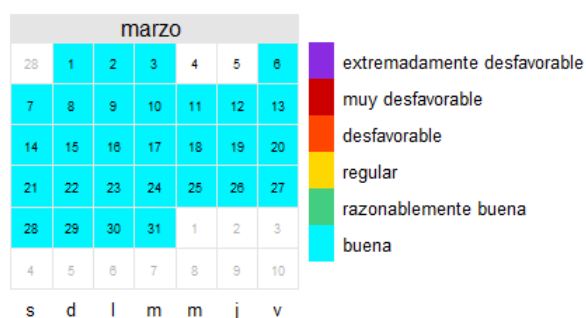 marzo
28 1 2 3 4 5 6
7 8 9 10 11 12 13
14 15 16 17 18 19 20
21 22 23 24 25 26 27
28 29 30 31 1 2 3
4 5 6 7 8 9 10
s d l m m j v
extremadamente desfavorable
muy desfavorable
desfavorable
regular
razonablemente buena
buena